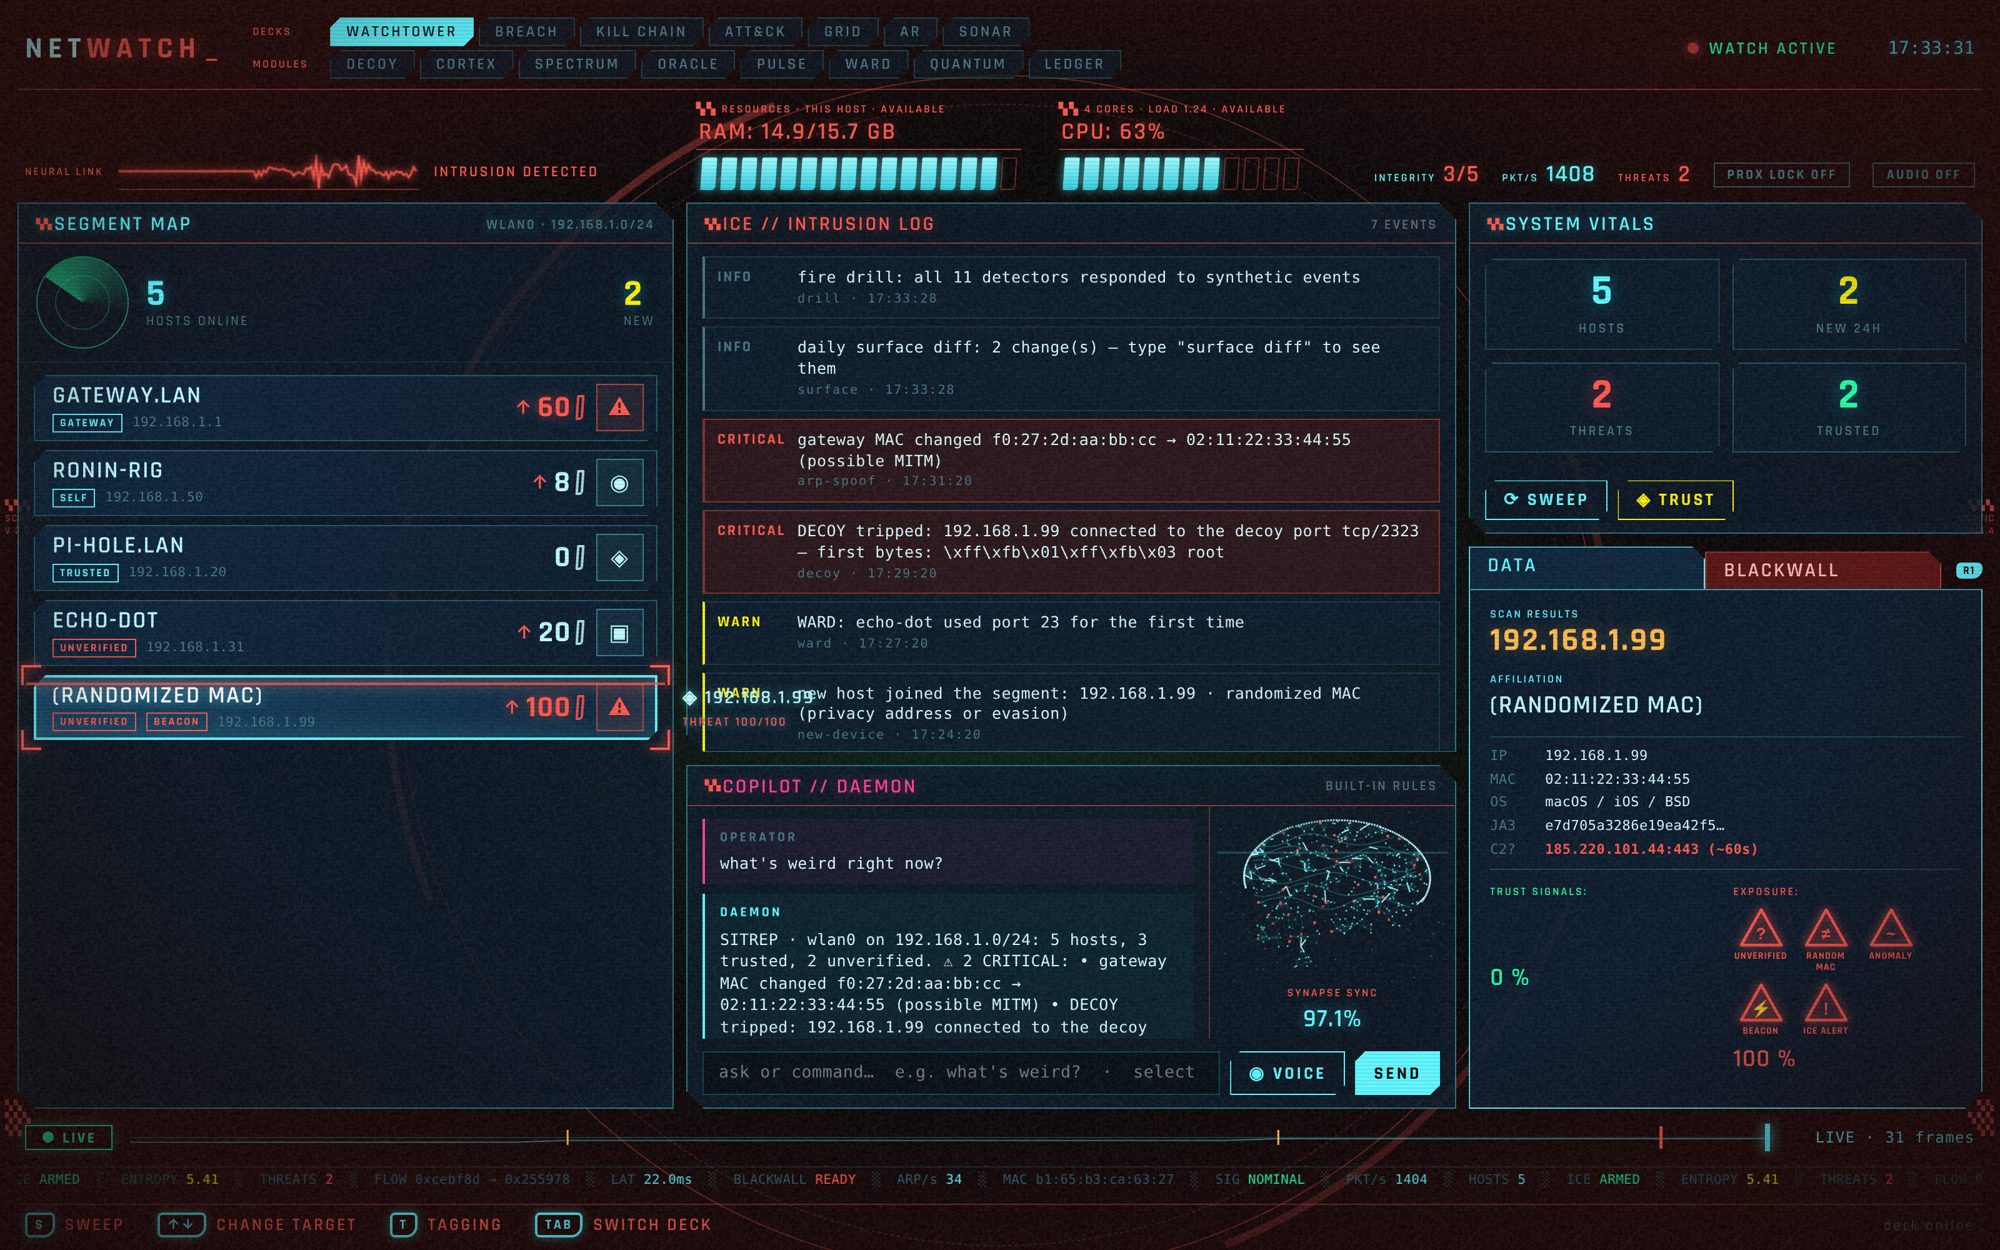 NETWATCH_
DECKS
WATCHTOWER BREACH KILL CHAIN ATT&CK GRID AR SONAR
MODULES
DECOY CORTEX SPECTRUM ORACLE PULSE WARD QUANTUM LEDGER
WATCH ACTIVE 17:33:31
NEURAL LINK
INTRUSION DETECTED
RESOURCES · THIS HOST · AVAILABLE
RAM: 14.9/15.7 GB
4 CORES · LOAD 1.24 · AVAILABLE
CPU: 63%
INTEGRITY 3/5 PKT/S 1408 THREATS 2 PROX LOCK OFF AUDIO OFF
SEGMENT MAP WLAN0 · 192.168.1.0/24
5
HOSTS ONLINE
2
NEW
GATEWAY.LAN
GATEWAY 192.168.1.1
↑ 60
RONIN-RIG
SELF 192.168.1.50
↑ 8
PI-HOLE.LAN
TRUSTED 192.168.1.20
0
ECHO-DOT
UNVERIFIED 192.168.1.31
↑ 20
(RANDOMIZED MAC)
UNVERIFIED BEACON 192.168.1.99
↑ 100
◈ 192.168.1.99
THREAT 100/100
ICE // INTRUSION LOG 7 EVENTS
INFO fire drill: all 11 detectors responded to synthetic events
drill · 17:33:28
INFO daily surface diff: 2 change(s) — type "surface diff" to see
them
surface · 17:33:28
CRITICAL gateway MAC changed f0:27:2d:aa:bb:cc → 02:11:22:33:44:55
(possible MITM)
arp-spoof · 17:31:20
CRITICAL DECOY tripped: 192.168.1.99 connected to the decoy port tcp/2323
— first bytes: \xff\xfb\x01\xff\xfb\x03 root
decoy · 17:29:20
WARN WARD: echo-dot used port 23 for the first time
ward · 17:27:20
WARN new host joined the segment: 192.168.1.99 · randomized MAC
(privacy address or evasion)
new-device · 17:24:20
COPILOT // DAEMON BUILT-IN RULES
OPERATOR
what's weird right now?
DAEMON
SITREP · wlan0 on 192.168.1.0/24: 5 hosts, 3
trusted, 2 unverified. ⚠ 2 CRITICAL: • gateway
MAC changed f0:27:2d:aa:bb:cc →
02:11:22:33:44:55 (possible MITM) • DECOY
tripped: 192.168.1.99 connected to the decoy
SYNAPSE SYNC
97.1%
ask or command… e.g. what's weird? · select
◉ VOICE
SEND
SYSTEM VITALS
5
HOSTS
2
NEW 24H
2
THREATS
2
TRUSTED
⟳ SWEEP
◈ TRUST
DATA
BLACKWALL
R1
SCAN RESULTS
192.168.1.99
AFFILIATION
(RANDOMIZED MAC)
IP 192.168.1.99
MAC 02:11:22:33:44:55
OS macOS / iOS / BSD
JA3 e7d705a3286e19ea42f5…
C2? 185.220.101.44:443 (~60s)
TRUST SIGNALS:
0 %
EXPOSURE:
? UNVERIFIED
≠ RANDOM
MAC
~ ANOMALY
⚡ BEACON
! ICE ALERT
100 %
● LIVE
LIVE · 31 frames
E ARMED ENTROPY 5.41 THREATS 2 FLOW 0xcebf8d → 0x255978 LAT 22.0ms BLACKWALL READY ARP/s 34 MAC b1:65:b3:ca:63:27 SIG NOMINAL PKT/s 1404 HOSTS 5 ICE ARMED ENTROPY 5.41 THREATS 2 FLOW 0
S SWEEP ↑↓ CHANGE TARGET T TAGGING TAB SWITCH DECK
deck online